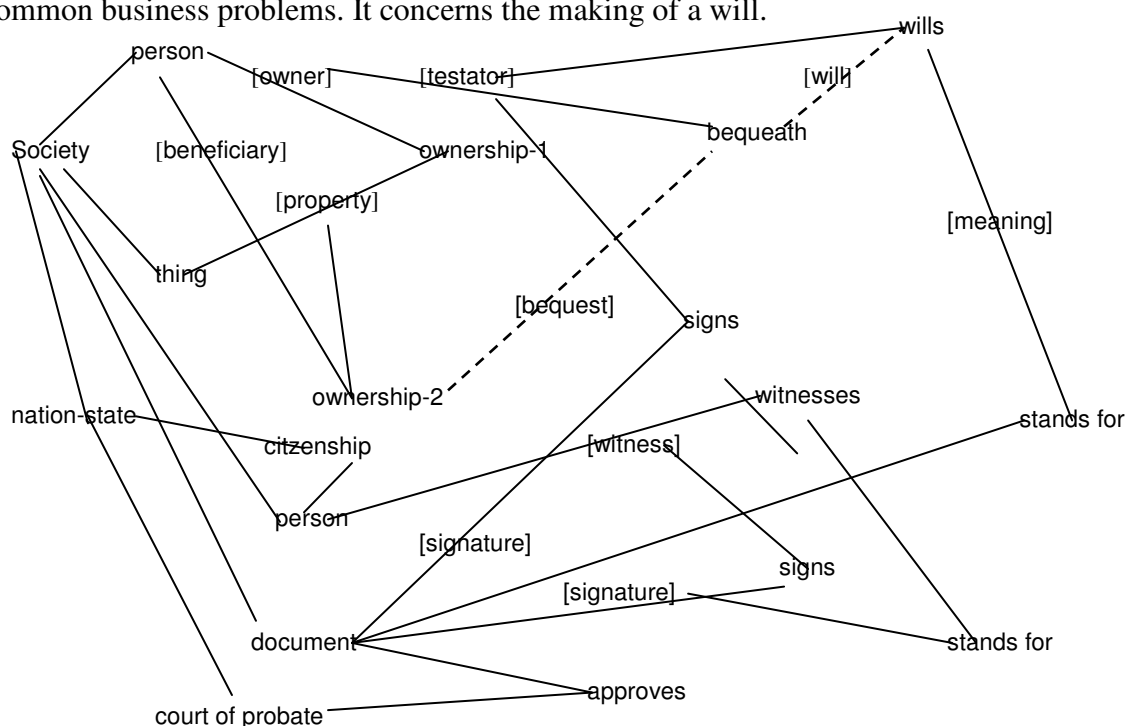 ommon business problems. It concerns the making of a will.
wills
person
[owner]
[testator]
[will]
bequeath
Society
[beneficiary]
ownership-1
[property]
[meaning]
thing
[bequest]
signs
ownership-2
witnesses
nation-state
stands for
citzenship
[witness]
person
[signature]
signs
[signature]
document
stands for
approves
court of probate